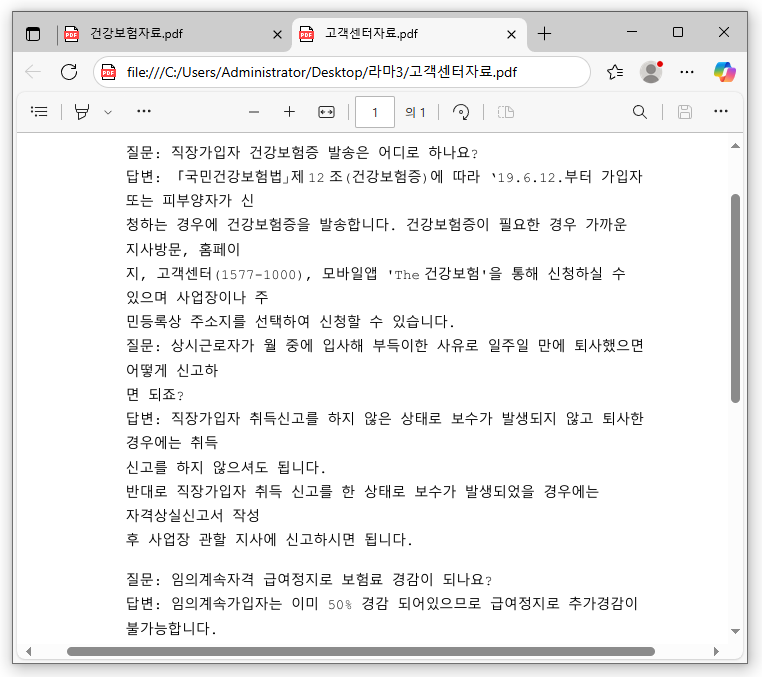 건강보험자료.pdf
고객센터자료.pdf
file:///C:/Users/Administrator/Desktop/라마3/고객센터자료.pdf
1 의 1
질문: 직장가입자 건강보험증 발송은 어디로 하나요?
답변: 「국민건강보험법」제 12 조(건강보험증)에 따라 ‘19.6.12.부터 가입자
또는 피부양자가 신
청하는 경우에 건강보험증을 발송합니다. 건강보험증이 필요한 경우 가까운
지사방문, 홈페이
지, 고객센터(1577-1000), 모바일앱 'The 건강보험'을 통해 신청하실 수
있으며 사업장이나 주
민등록상 주소지를 선택하여 신청할 수 있습니다.
질문: 상시근로자가 월 중에 입사해 부득이한 사유로 일주일 만에 퇴사했으면
어떻게 신고하
면 되죠?
답변: 직장가입자 취득신고를 하지 않은 상태로 보수가 발생되지 않고 퇴사한
경우에는 취득
신고를 하지 않으셔도 됩니다.
반대로 직장가입자 취득 신고를 한 상태로 보수가 발생되었을 경우에는
자격상실신고서 작성
후 사업장 관할 지사에 신고하시면 됩니다.
질문: 임의계속자격 급여정지로 보험료 경감이 되나요?
답변: 임의계속가입자는 이미 50% 경감 되어있으므로 급여정지로 추가경감이
불가능합니다.